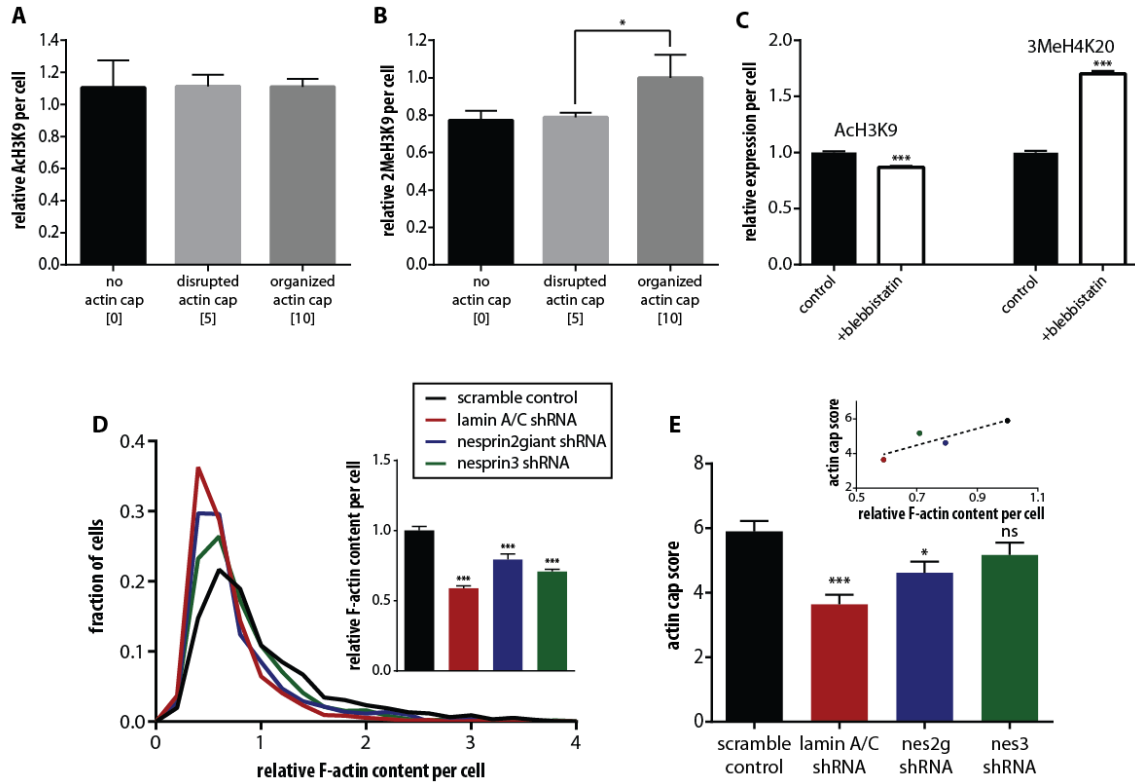 A
relative AcH3K9 per cell
1.4
1.2
1.0
0.8
0.6
0.4
0.2
0.0
no
actin cap
[0]
disrupted
actin cap
[5]
organized
actin cap
[10]
B
relative 2MeH3K9 per cell
1.2
1.0
0.8
0.6
0.4
0.2
0.0
*
no
actin cap
[0]
disrupted
actin cap
[5]
organized
actin cap
[10]
C
relative expression per cell
2.0
1.5
1.0
0.5
0.0
AcH3K9
***
3MeH4K20
***
control
+blebbistatin
control
+blebbistatin
D
scramble control
lamin A/C shRNA
nesprin2giant shRNA
nesprin3 shRNA
fraction of cells
0.4
0.3
0.2
0.1
0.0
0
1
2
3
4
relative F-actin content per cell
relative F-actin content per cell
1.5
1.0
0.5
0.0
***
***
***
E
actin cap score
8
6
4
2
0
***
*
ns
scramble
control
lamin A/C
shRNA
nes2g
shRNA
nes3
shRNA
actin cap score
6
4
2
0.5
0.7
0.9
1.1
relative F-actin content per cell